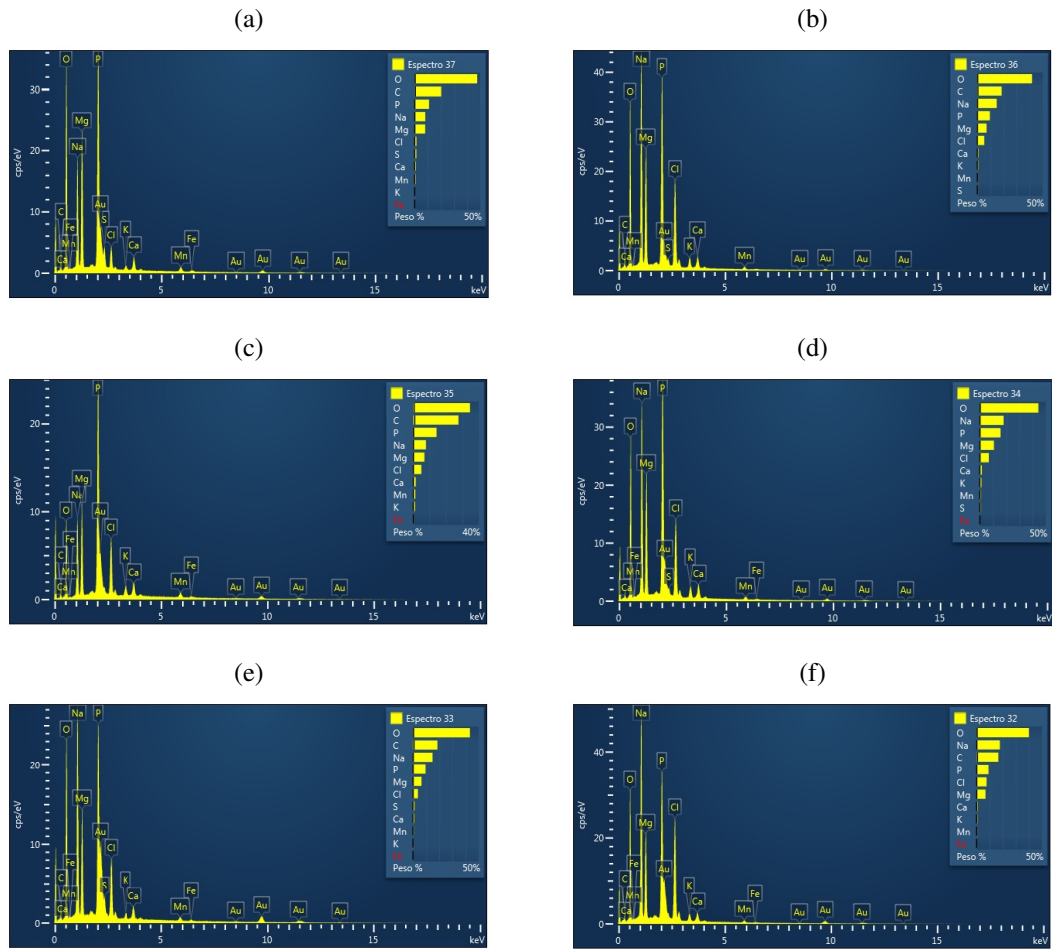 (a)
O
P
Mg
Na
Au
S
C
Fe
Mn
Ca
Cl
K
Ca
Mn
Fe
Au
Au
Au
Au
cps/eV
30
20
10
0
0
5
10
15
keV
Espectro 37
O
C
P
Na
Mg
Cl
S
Ca
Mn
K
Peso % 50%
(b)
Na
P
O
Mg
Cl
C
Mn
Ca
Au
S
K
Ca
Mn
Au
Au
Au
Au
cps/eV
40
30
20
10
0
0
5
10
15
keV
Espectro 36
O
C
Na
P
Mg
Cl
Ca
K
Mn
S
Peso % 50%
(c)
P
Mg
Na
O
Au
Cl
Fe
C
Mn
Ca
K
Ca
Mn
Fe
Au
Au
Au
Au
cps/eV
20
10
0
0
5
10
15
keV
Espectro 35
O
C
P
Na
Mg
Cl
Ca
Mn
K
Peso % 40%
(d)
Na
P
O
Mg
Cl
Au
S
Fe
C
Mn
Ca
K
Ca
Mn
Fe
Au
Au
Au
Au
cps/eV
30
20
10
0
0
5
10
15
keV
Espectro 34
O
Na
P
Mg
Cl
Ca
K
Mn
S
Peso % 50%
(e)
Na
P
O
Mg
Au
Cl
Fe
C
Mn
Ca
S
K
Ca
Mn
Fe
Au
Au
Au
Au
cps/eV
20
10
0
0
5
10
15
keV
Espectro 33
O
C
Na
P
Mg
Cl
S
Ca
Mn
K
Peso % 50%
(f)
Na
P
O
Mg
Cl
Au
Fe
C
Mn
Ca
K
Ca
Mn
Fe
Au
Au
Au
Au
cps/eV
40
20
0
0
5
10
15
keV
Espectro 32
O
Na
C
P
Cl
Mg
Ca
K
Mn
Peso % 50%